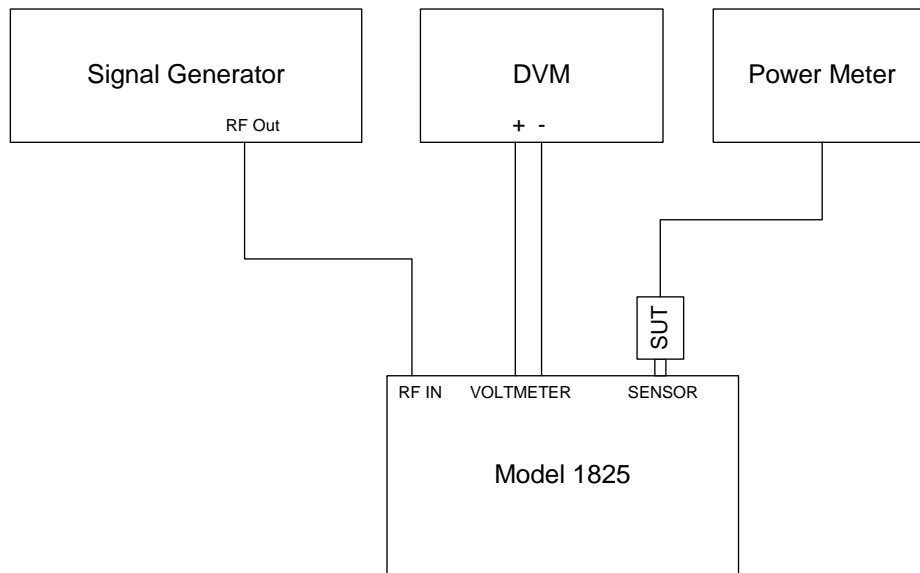 Signal Generator
RF Out
DVM
+ -
Power Meter
SUT
RF IN
VOLTMETER
SENSOR
Model 1825